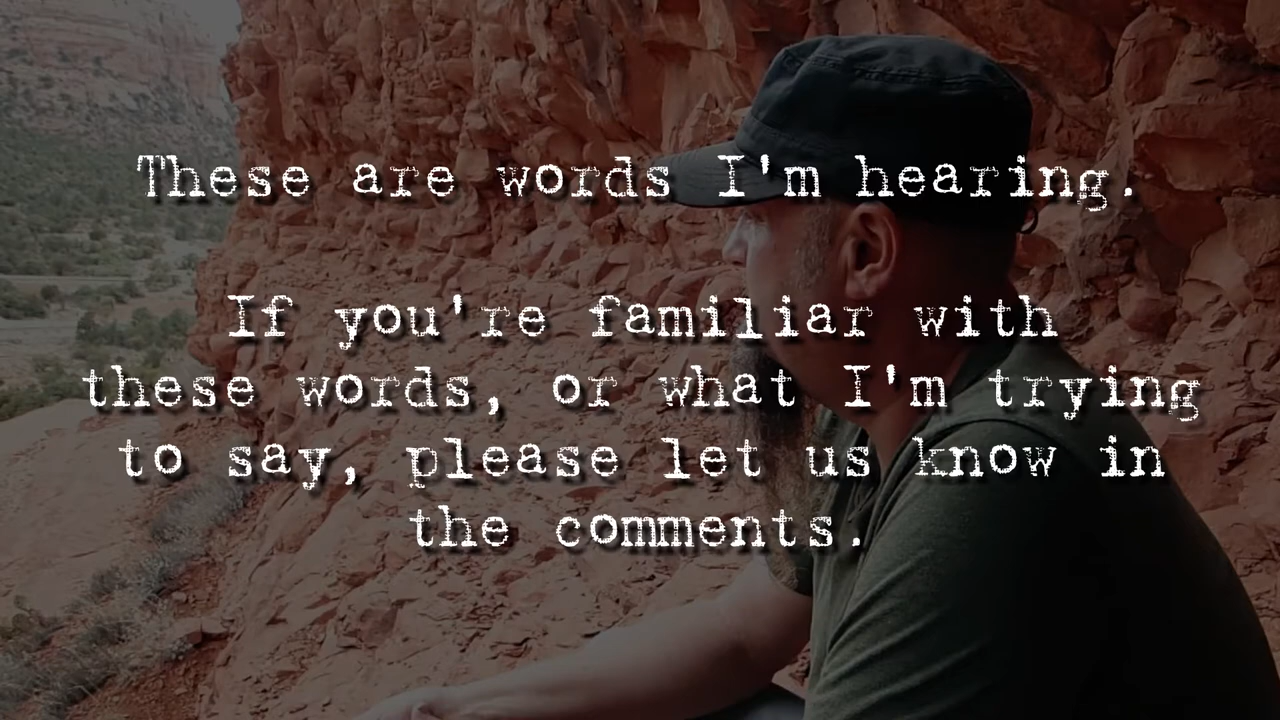 These are words I'm hearing.
If you're familiar with
these words, or what I'm trying
to say, please let us know in
the comments.